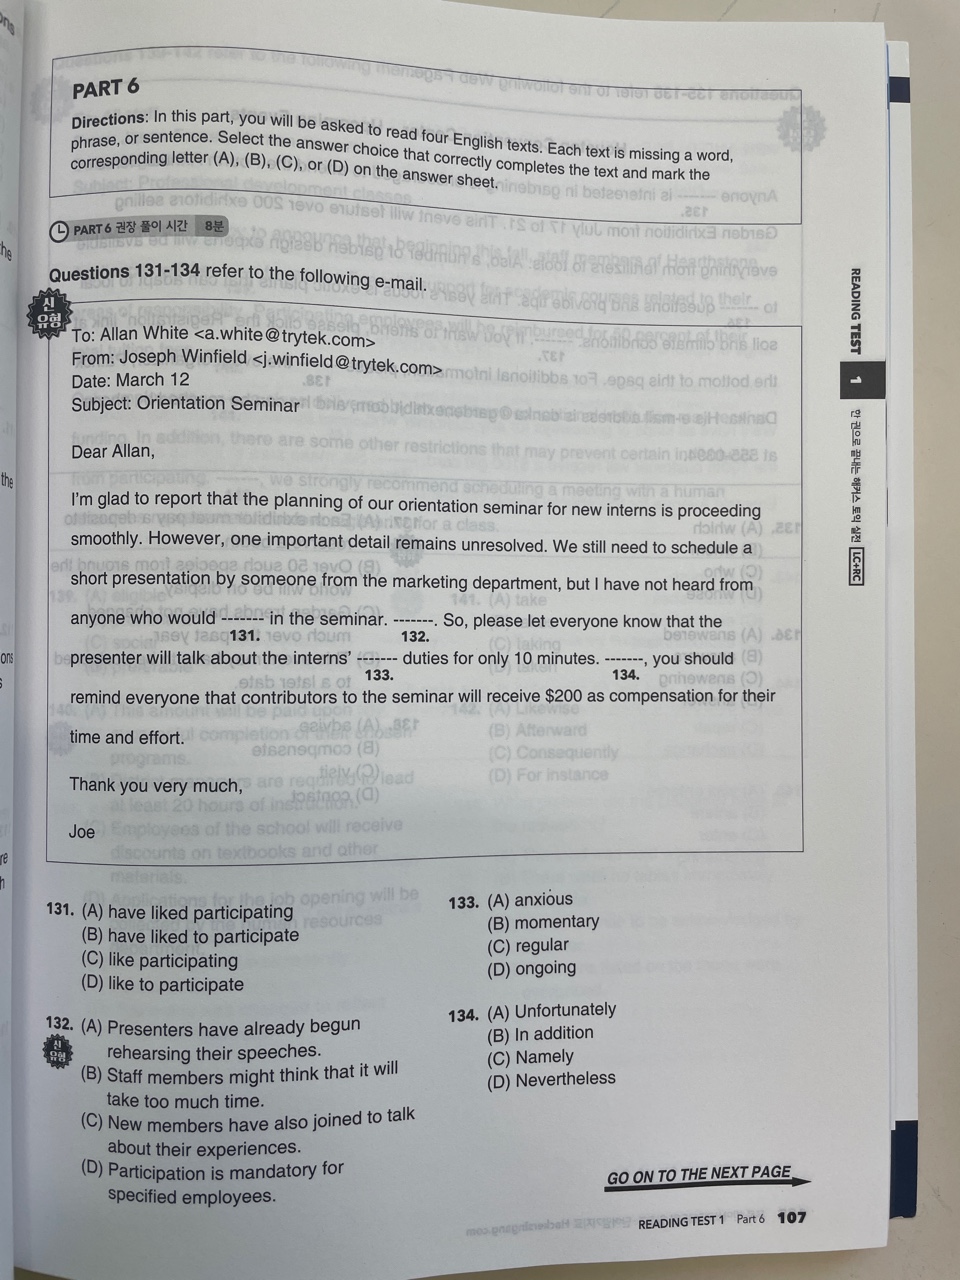 PART 6
Directions: In this part, you will be asked to read four English texts. Each text is missing a word,
phrase, or sentence. Select the answer choice that correctly completes the text and mark the
corresponding letter (A), (B), (C), or (D) on the answer sheet.
PART 6 권장 풀이 시간 8분
Questions 131-134 refer to the following e-mail.
신
유형
To: Allan White <a.white@trytek.com>
From: Joseph Winfield <j.winfield@trytek.com>
Date: March 12
Subject: Orientation Seminar
Dear Allan,
I'm glad to report that the planning of our orientation seminar for new interns is proceeding
smoothly. However, one important detail remains unresolved. We still need to schedule a
short presentation by someone from the marketing department, but I have not heard from
anyone who would ------- in the seminar. -------. So, please let everyone know that the
131. 132.
presenter will talk about the interns' ------- duties for only 10 minutes. -------, you should
133. 134.
remind everyone that contributors to the seminar will receive $200 as compensation for their
time and effort.
Thank you very much,
Joe
131. (A) have liked participating
(B) have liked to participate
(C) like participating
(D) like to participate
132. (A) Presenters have already begun
rehearsing their speeches.
신
유형
(B) Staff members might think that it will
take too much time.
(C) New members have also joined to talk
about their experiences.
(D) Participation is mandatory for
specified employees.
133. (A) anxious
(B) momentary
(C) regular
(D) ongoing
134. (A) Unfortunately
(B) In addition
(C) Namely
(D) Nevertheless
GO ON TO THE NEXT PAGE
READING TEST 1 Part 6 107
READING TEST
1
한 권으로 끝내는 해커스 토익 실전 LC+RC